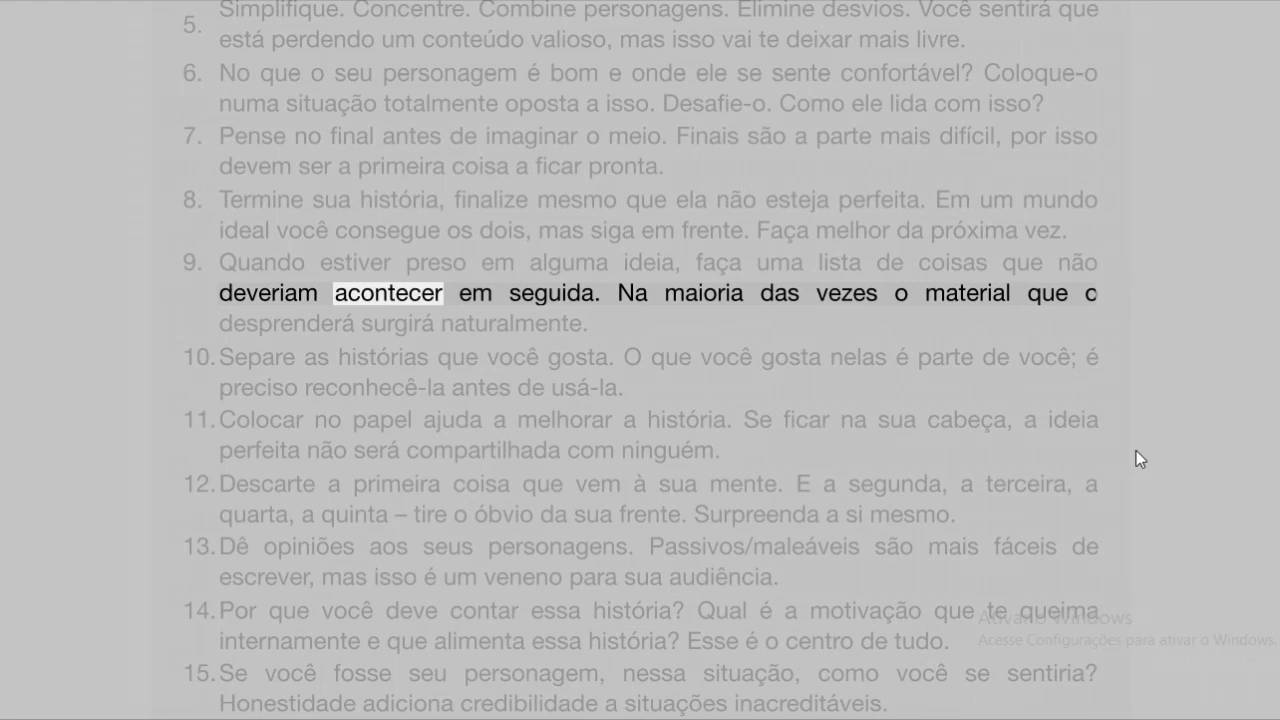 Simplifique. Concentre. Combine personagens. Elimine desvios. Você sentirá que
5. está perdendo um conteúdo valioso, mas isso vai te deixar mais livre.
6. No que o seu personagem é bom e onde ele se sente confortável? Coloque-o
numa situação totalmente oposta a isso. Desafie-o. Como ele lida com isso?
7. Pense no final antes de imaginar o meio. Finais são a parte mais difícil, por isso
devem ser a primeira coisa a ficar pronta.
8. Termine sua história, finalize mesmo que ela não esteja perfeita. Em um mundo
ideal você consegue os dois, mas siga em frente. Faça melhor da próxima vez.
9. Quando estiver preso em alguma ideia, faça uma lista de coisas que não
deveriam acontecer em seguida. Na maioria das vezes o material que o
desprenderá surgirá naturalmente.
10. Separe as histórias que você gosta. O que você gosta nelas é parte de você; é
preciso reconhecê-la antes de usá-la.
11. Colocar no papel ajuda a melhorar a história. Se ficar na sua cabeça, a ideia
perfeita não será compartilhada com ninguém.
12. Descarte a primeira coisa que vem à sua mente. E a segunda, a terceira, a
quarta, a quinta – tire o óbvio da sua frente. Surpreenda a si mesmo.
13. Dê opiniões aos seus personagens. Passivos/maleáveis são mais fáceis de
escrever, mas isso é um veneno para sua audiência.
14. Por que você deve contar essa história? Qual é a motivação que te queima
internamente e que alimenta essa história? Esse é o centro de tudo.
Ativar o Windows
Acesse Configurações para ativar o Windows.
15. Se você fosse seu personagem, nessa situação, como você se sentiria?
Honestidade adiciona credibilidade a situações inacreditáveis.